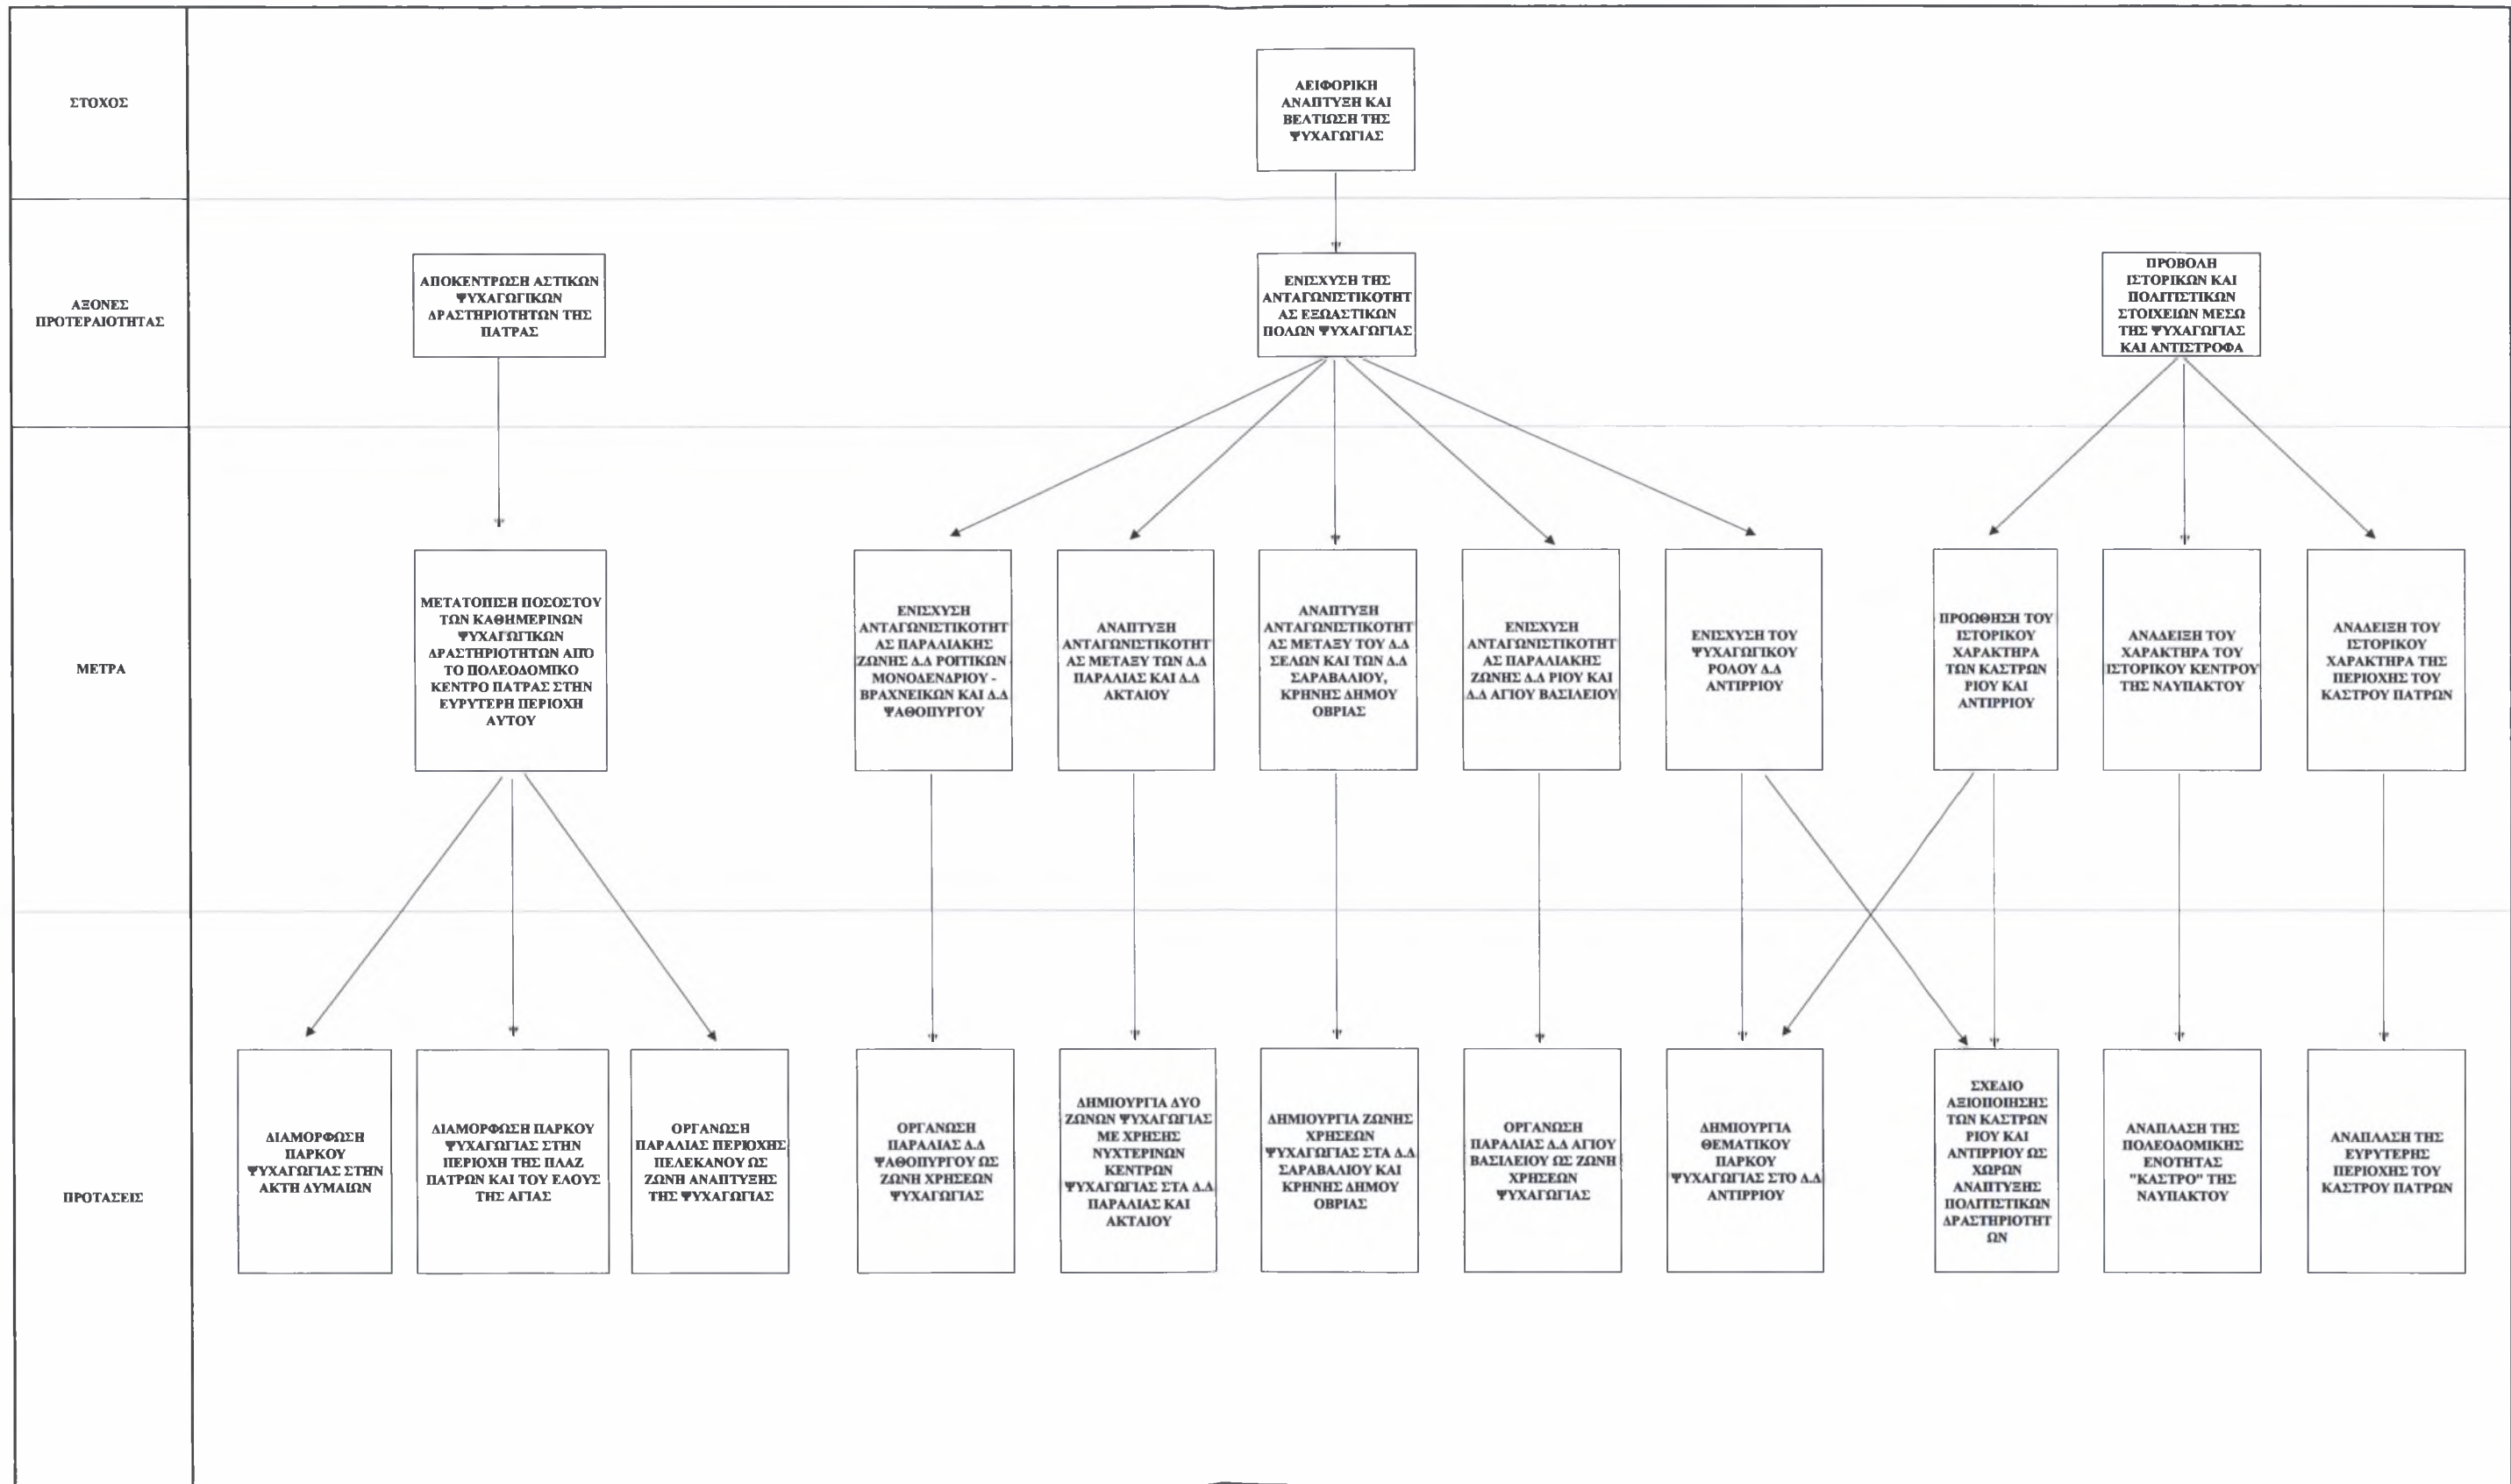 ΣΤΟΧΟΣ
ΑΕΙΦΟΡΙΚΗ
ΑΝΑΠΤΥΞΗ ΚΑΙ
ΒΕΛΤΙΩΣΗ ΤΗΣ
ΨΥΧΑΓΩΓΙΑΣ
ΑΞΟΝΕΣ
ΠΡΟΤΕΡΑΙΟΤΗΤΑΣ
ΑΠΟΚΕΝΤΡΩΣΗ ΑΣΤΙΚΩΝ
ΨΥΧΑΓΩΓΙΚΩΝ
ΔΡΑΣΤΗΡΙΟΤΗΤΩΝ ΤΗΣ
ΠΑΤΡΑΣ
ΕΝΙΣΧΥΣΗ ΤΗΣ
ΑΝΤΑΓΩΝΙΣΤΙΚΟΤΗΤ
ΑΣ ΕΞΩΑΣΤΙΚΩΝ
ΠΟΛΩΝ ΨΥΧΑΓΩΓΙΑΣ
ΠΡΟΒΟΛΗ
ΙΣΤΟΡΙΚΩΝ ΚΑΙ
ΠΟΛΙΤΙΣΤΙΚΩΝ
ΣΤΟΙΧΕΙΩΝ ΜΕΣΩ
ΤΗΣ ΨΥΧΑΓΩΓΙΑΣ
ΚΑΙ ΑΝΤΙΣΤΡΟΦΑ
ΜΕΤΡΑ
ΜΕΤΑΤΟΠΙΣΗ ΠΟΣΟΣΤΟΥ
ΤΩΝ ΚΑΘΗΜΕΡΙΝΩΝ
ΨΥΧΑΓΩΓΙΚΩΝ
ΔΡΑΣΤΗΡΙΟΤΗΤΩΝ ΑΠΟ
ΤΟ ΠΟΛΕΟΔΟΜΙΚΟ
ΚΕΝΤΡΟ ΠΑΤΡΑΣ ΣΤΗΝ
ΕΥΡΥΤΕΡΗ ΠΕΡΙΟΧΗ
ΑΥΤΟΥ
ΕΝΙΣΧΥΣΗ
ΑΝΤΑΓΩΝΙΣΤΙΚΟΤΗΤ
ΑΣ ΠΑΡΑΛΙΑΚΗΣ
ΖΩΝΗΣ Δ.Δ ΡΟΙΤΙΚΩΝ
ΜΟΝΟΔΕΝΔΡΙΟΥ -
ΒΡΑΧΝΕΙΚΩΝ ΚΑΙ Δ.Δ
ΨΑΘΟΠΥΡΓΟΥ
ΑΝΑΠΤΥΞΗ
ΑΝΤΑΓΩΝΙΣΤΙΚΟΤΗΤ
ΑΣ ΜΕΤΑΞΥ ΤΩΝ Δ.Δ
ΠΑΡΑΛΙΑΣ ΚΑΙ Δ.Δ
ΑΚΤΑΙΟΥ
ΑΝΑΠΤΥΞΗ
ΑΝΤΑΓΩΝΙΣΤΙΚΟΤΗΤ
ΑΣ ΜΕΤΑΞΥ ΤΟΥ Δ.Δ
ΣΕΛΩΝ ΚΑΙ ΤΩΝ Δ.Δ
ΣΑΡΑΒΑΛΙΟΥ,
ΚΡΗΝΗΣ ΔΗΜΟΥ
ΟΒΡΙΑΣ
ΕΝΙΣΧΥΣΗ
ΑΝΤΑΓΩΝΙΣΤΙΚΟΤΗΤ
ΑΣ ΠΑΡΑΛΙΑΚΗΣ
ΖΩΝΗΣ Δ.Δ ΡΙΟΥ ΚΑΙ
Δ.Δ ΑΓΙΟΥ ΒΑΣΙΛΕΙΟΥ
ΕΝΙΣΧΥΣΗ ΤΟΥ
ΨΥΧΑΓΩΓΙΚΟΥ
ΡΟΛΟΥ Δ.Δ
ΑΝΤΙΡΡΙΟΥ
ΠΡΟΩΘΗΣΗ ΤΟΥ
ΙΣΤΟΡΙΚΟΥ
ΧΑΡΑΚΤΗΡΑ
ΤΩΝ ΚΑΣΤΡΩΝ
ΡΙΟΥ ΚΑΙ
ΑΝΤΙΡΡΙΟΥ
ΑΝΑΔΕΙΞΗ ΤΟΥ
ΧΑΡΑΚΤΗΡΑ ΤΟΥ
ΙΣΤΟΡΙΚΟΥ ΚΕΝΤΡΟΥ
ΤΗΣ ΝΑΥΠΑΚΤΟΥ
ΑΝΑΔΕΙΞΗ ΤΟΥ
ΙΣΤΟΡΙΚΟΥ
ΧΑΡΑΚΤΗΡΑ ΤΗΣ
ΠΕΡΙΟΧΗΣ ΤΟΥ
ΚΑΣΤΡΟΥ ΠΑΤΡΩΝ
ΠΡΟΤΑΣΕΙΣ
ΔΙΑΜΟΡΦΩΣΗ
ΠΑΡΚΟΥ
ΨΥΧΑΓΩΓΙΑΣ ΣΤΗΝ
ΑΚΤΗ ΔΥΜΑΙΩΝ
ΔΙΑΜΟΡΦΩΣΗ ΠΑΡΚΟΥ
ΨΥΧΑΓΩΓΙΑΣ ΣΤΗΝ
ΠΕΡΙΟΧΗ ΤΗΣ ΠΛΑΖ
ΠΑΤΡΩΝ ΚΑΙ ΤΟΥ ΕΛΟΥΣ
ΤΗΣ ΑΓΙΑΣ
ΟΡΓΑΝΩΣΗ
ΠΑΡΑΛΙΑΣ ΠΕΡΙΟΧΗΣ
ΠΕΛΕΚΑΝΟΥ ΩΣ
ΖΩΝΗ ΑΝΑΠΤΥΞΗΣ
ΤΗΣ ΨΥΧΑΓΩΓΙΑΣ
ΟΡΓΑΝΩΣΗ
ΠΑΡΑΛΙΑΣ Δ.Δ
ΨΑΘΟΠΥΡΓΟΥ ΩΣ
ΖΩΝΗ ΧΡΗΣΕΩΝ
ΨΥΧΑΓΩΓΙΑΣ
ΔΗΜΙΟΥΡΓΙΑ ΔΥΟ
ΖΩΝΩΝ ΨΥΧΑΓΩΓΙΑΣ
ΜΕ ΧΡΗΣΗΣ
ΝΥΧΤΕΡΙΝΩΝ
ΚΕΝΤΡΩΝ
ΨΥΧΑΓΩΓΙΑΣ ΣΤΑ Δ.Δ
ΠΑΡΑΛΙΑΣ ΚΑΙ
ΑΚΤΑΙΟΥ
ΔΗΜΙΟΥΡΓΙΑ ΖΩΝΗΣ
ΧΡΗΣΕΩΝ
ΨΥΧΑΓΩΓΙΑΣ ΣΤΑ Δ.Δ
ΣΑΡΑΒΑΛΙΟΥ ΚΑΙ
ΚΡΗΝΗΣ ΔΗΜΟΥ
ΟΒΡΙΑΣ
ΟΡΓΑΝΩΣΗ
ΠΑΡΑΛΙΑΣ Δ.Δ ΑΓΙΟΥ
ΒΑΣΙΛΕΙΟΥ ΩΣ ΖΩΝΗ
ΧΡΗΣΕΩΝ
ΨΥΧΑΓΩΓΙΑΣ
ΔΗΜΙΟΥΡΓΙΑ
ΘΕΜΑΤΙΚΟΥ
ΠΑΡΚΟΥ
ΨΥΧΑΓΩΓΙΑΣ ΣΤΟ Δ.Δ
ΑΝΤΙΡΡΙΟΥ
ΣΧΕΔΙΟ
ΑΞΙΟΠΟΙΗΣΗΣ
ΤΩΝ ΚΑΣΤΡΩΝ
ΡΙΟΥ ΚΑΙ
ΑΝΤΙΡΡΙΟΥ ΩΣ
ΧΩΡΩΝ
ΑΝΑΠΤΥΞΗΣ
ΠΟΛΙΤΙΣΤΙΚΩΝ
ΔΡΑΣΤΗΡΙΟΤΗΤ
ΩΝ
ΑΝΑΠΛΑΣΗ ΤΗΣ
ΠΟΛΕΟΔΟΜΙΚΗΣ
ΕΝΟΤΗΤΑΣ
"ΚΑΣΤΡΟ" ΤΗΣ
ΝΑΥΠΑΚΤΟΥ
ΑΝΑΠΛΑΣΗ ΤΗΣ
ΕΥΡΥΤΕΡΗΣ
ΠΕΡΙΟΧΗΣ ΤΟΥ
ΚΑΣΤΡΟΥ ΠΑΤΡΩΝ